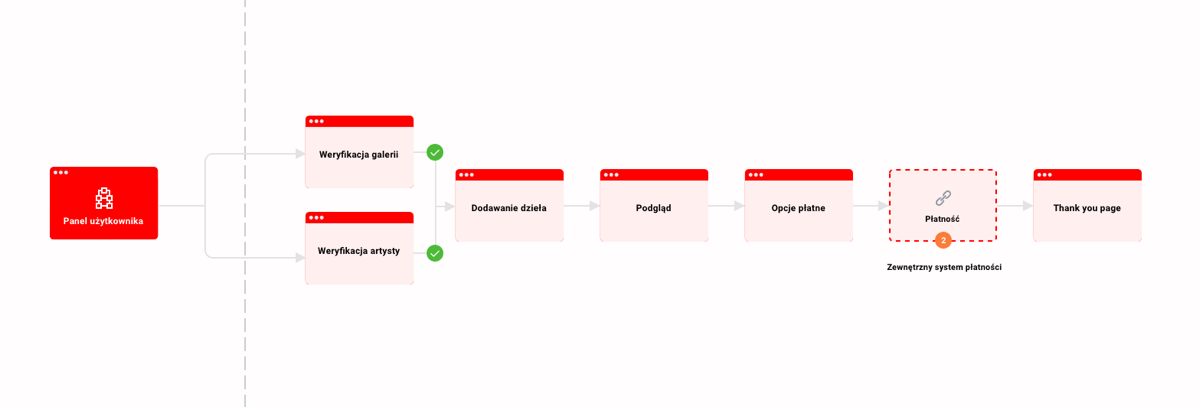 Panel użytkownika
Weryfikacja galerii
Weryfikacja artysty
Dodawanie dzieła
Podgląd
Opcje płatne
Płatność
2
Zewnętrzny system płatności
Thank you page